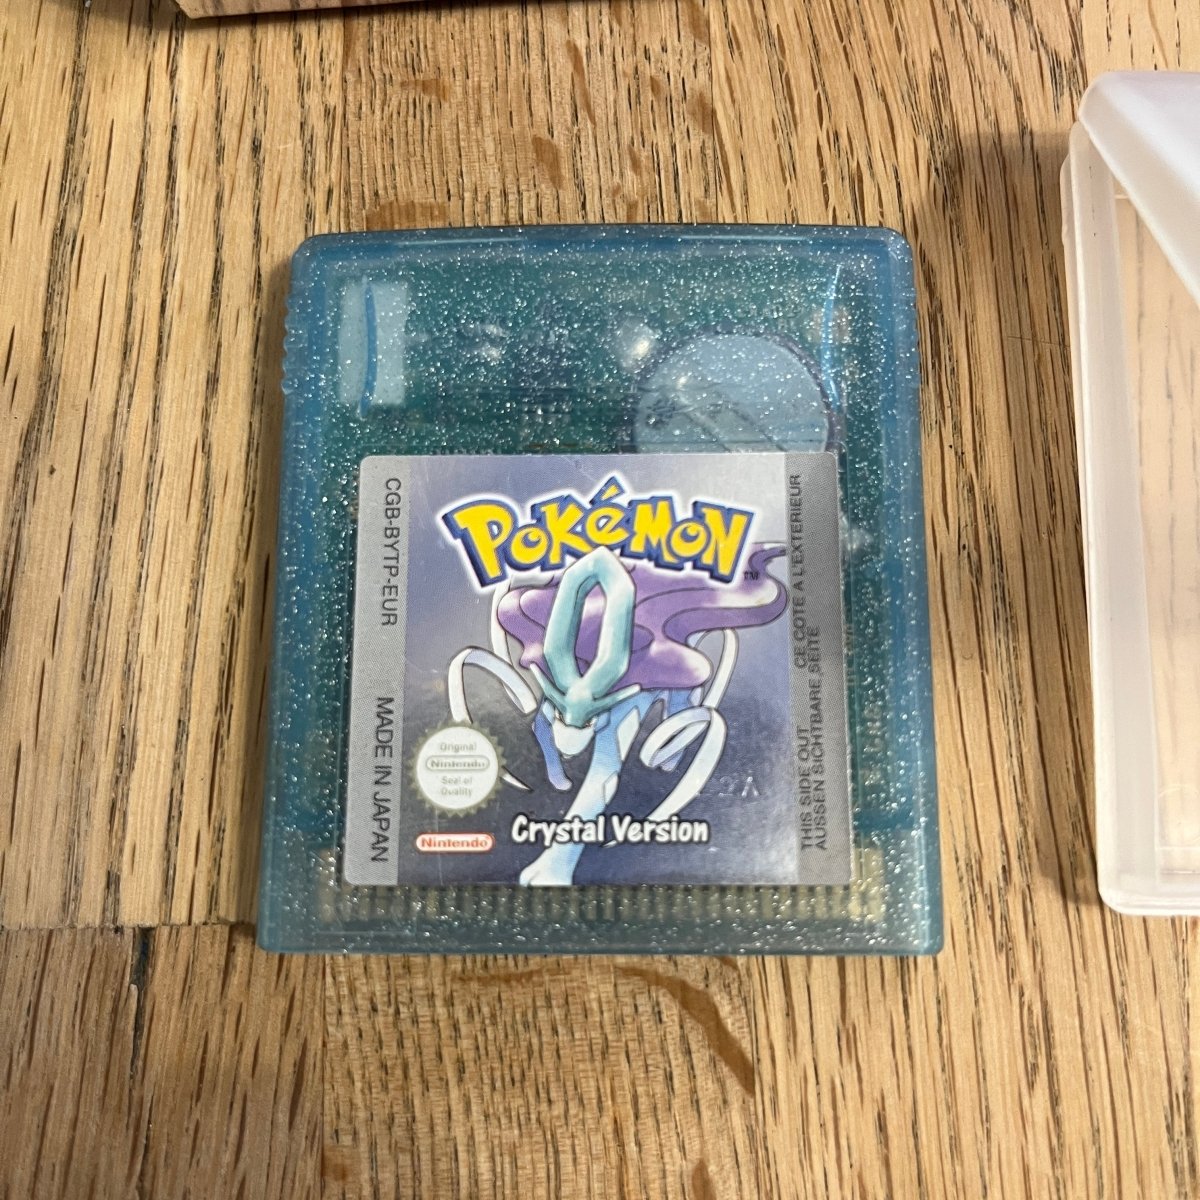 POKéMON
TM
CGB-BYTP-EUR MADE IN JAPAN
Original
Nintendo
Seal of
Quality
Nintendo
Crystal Version
THIS SIDE OUT CE COTE A L'EXTERIEUR
AUSSEN SICHTBARE SEITE